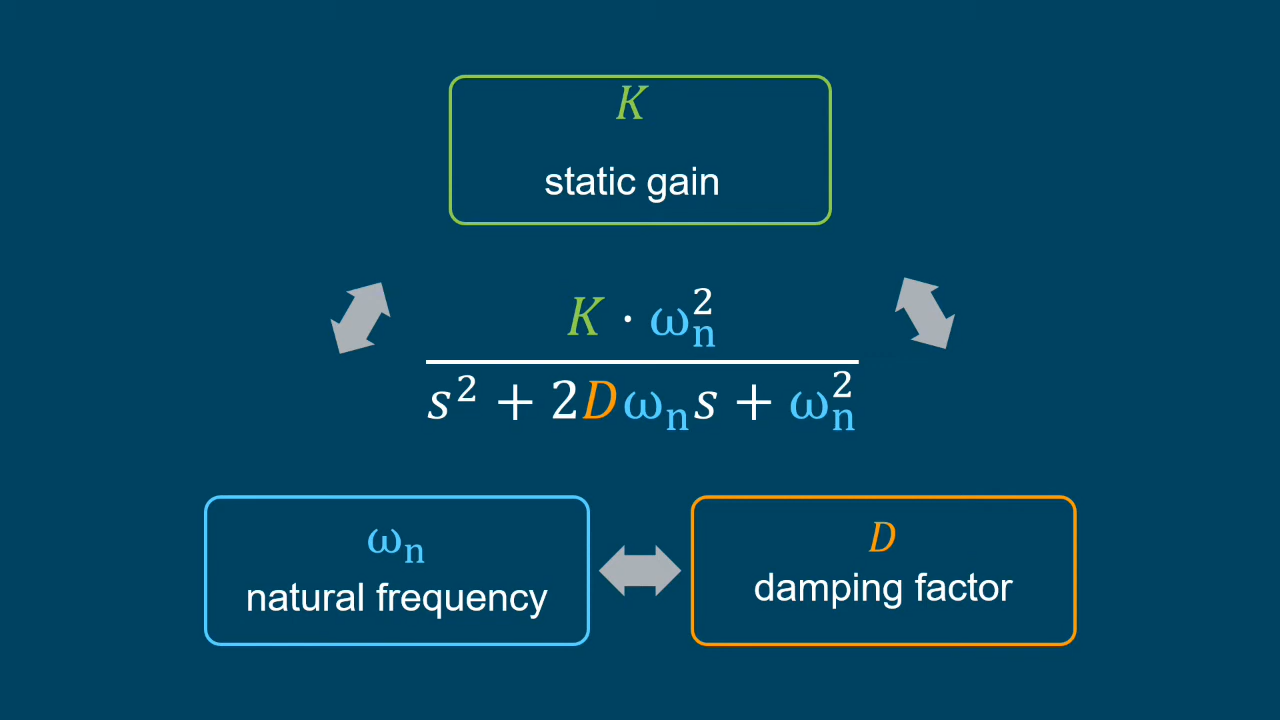 K
static gain
K · ωn²
s² + 2Dωns + ωn²
ωn
natural frequency
D
damping factor